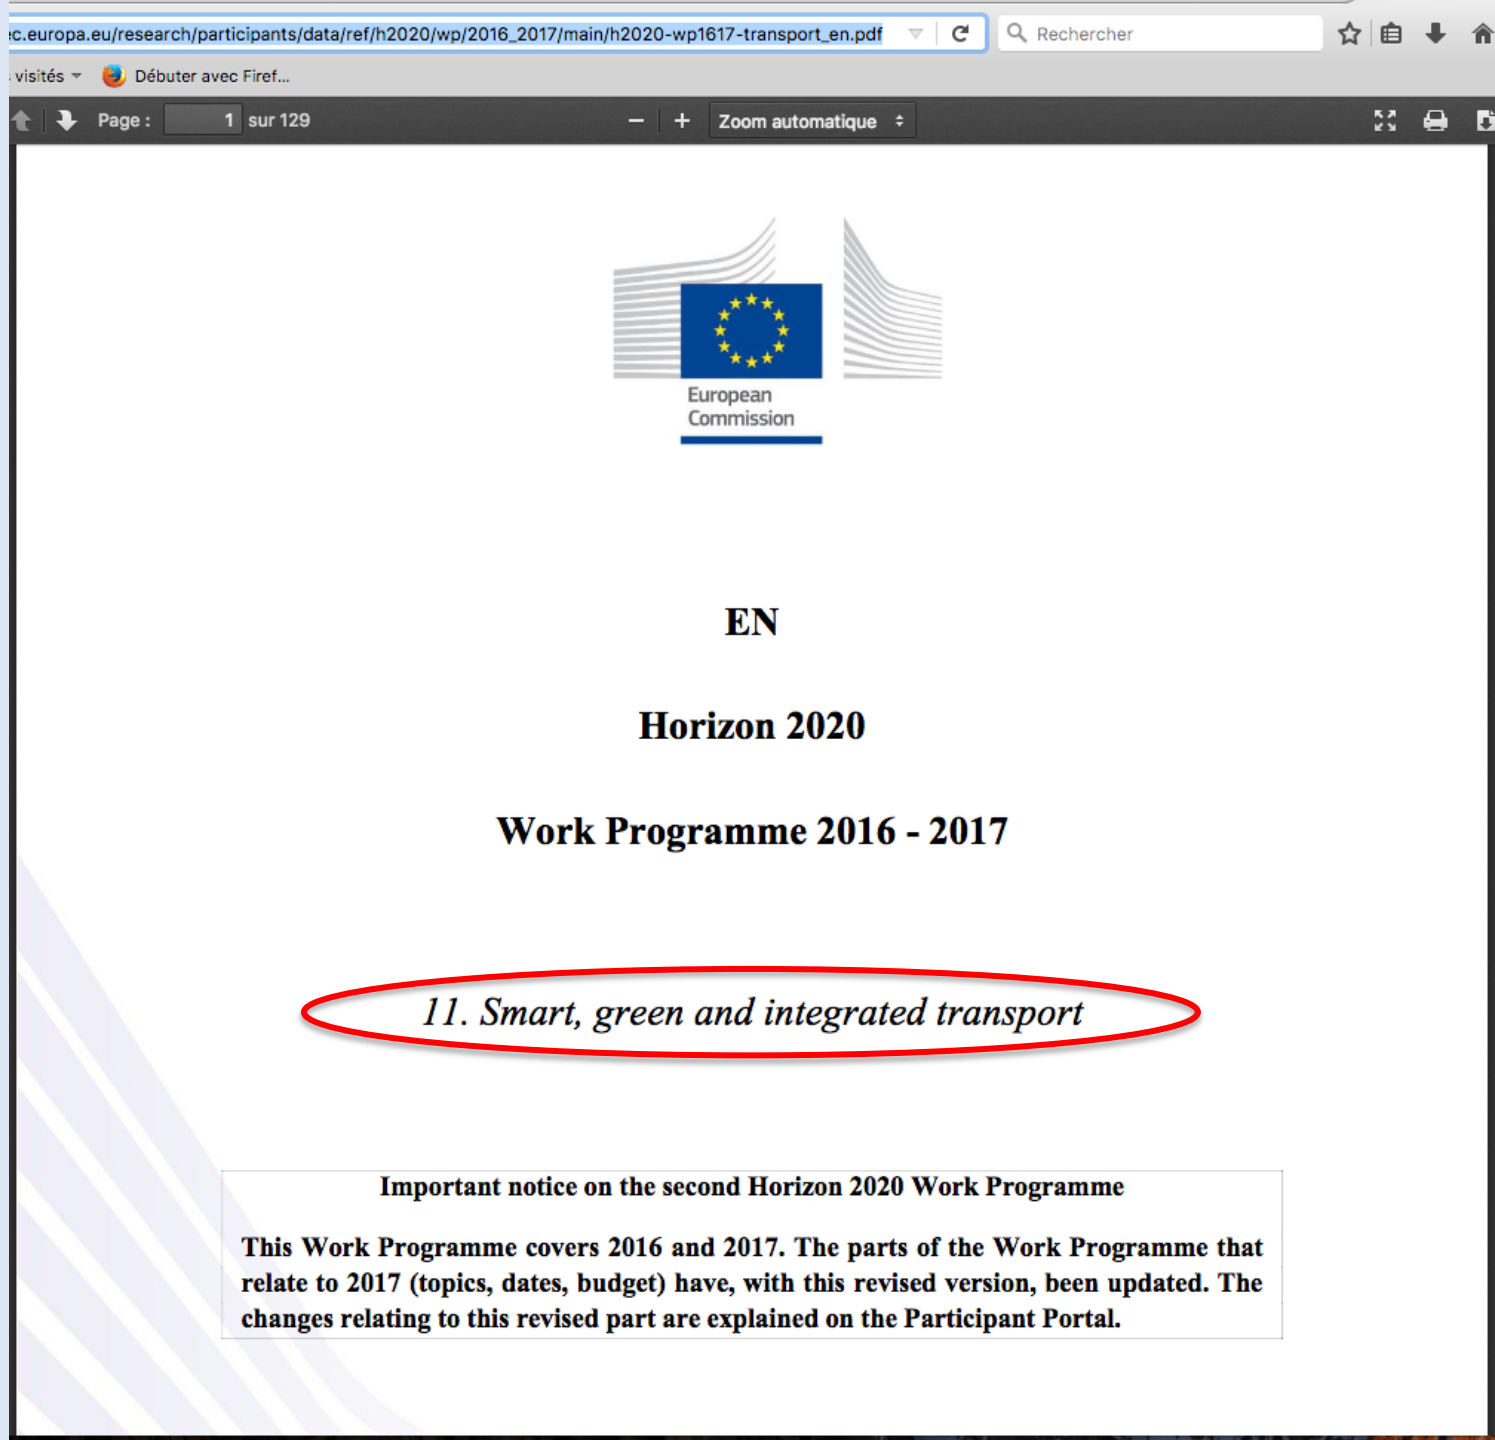 ec.europa.eu/research/participants/data/ref/h2020/wp/2016_2017/main/h2020-wp1617-transport_en.pdf
Rechercher
visités
Débuter avec Firef...
Page :
1 sur 129
Zoom automatique
European
Commission
EN
Horizon 2020
Work Programme 2016 - 2017
11. Smart, green and integrated transport
Important notice on the second Horizon 2020 Work Programme
This Work Programme covers 2016 and 2017. The parts of the Work Programme that
relate to 2017 (topics, dates, budget) have, with this revised version, been updated. The
changes relating to this revised part are explained on the Participant Portal.